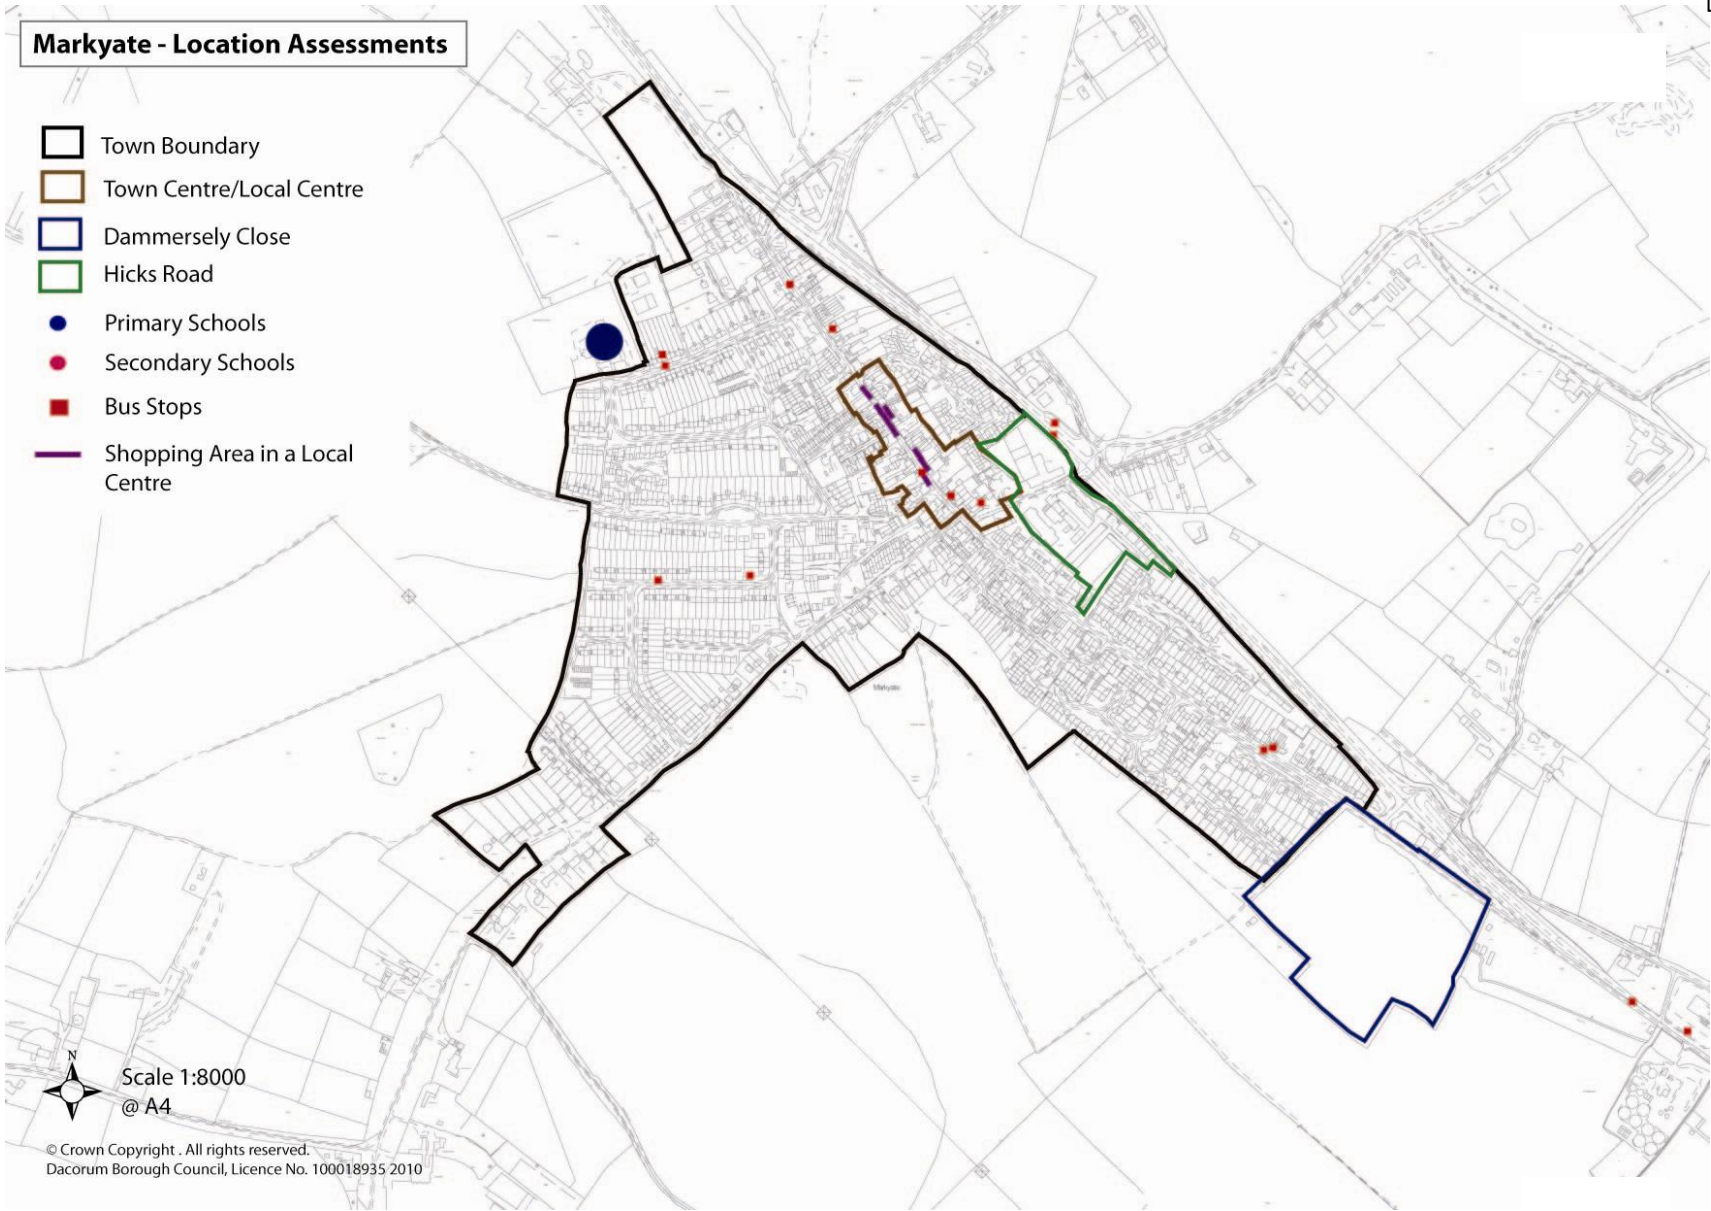 Markyate - Location Assessments
Town Boundary
Town Centre/Local Centre
Dammersely Close
Hicks Road
Primary Schools
Secondary Schools
Bus Stops
Shopping Area in a Local
Centre
Markyate
N
Scale 1:8000
@ A4
© Crown Copyright . All rights reserved.
Dacorum Borough Council, Licence No. 100018935 2010